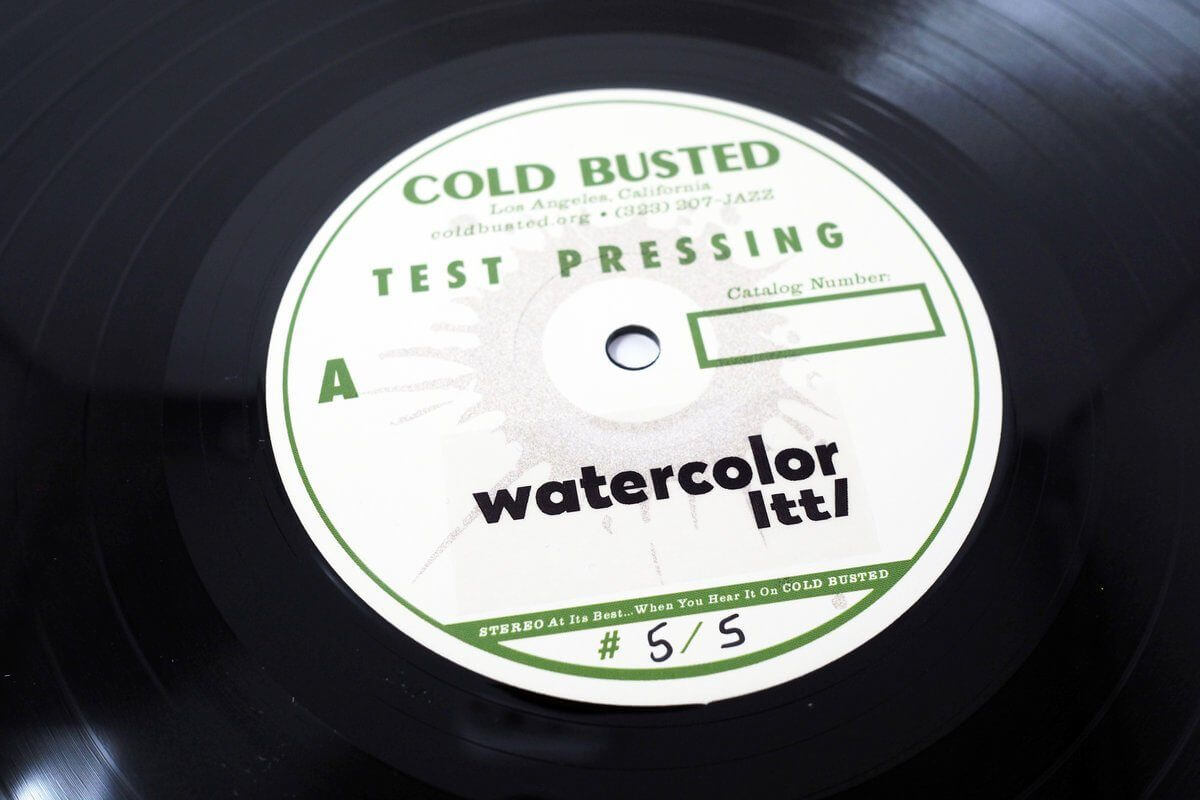 COLD BUSTED
Los Angeles, California
coldbusted.org • (323) 207-JAZZ
TEST PRESSING
Catalog Number:
A
watercolor
ltt/
STEREO At Its Best...When You Hear It On COLD BUSTED
# 5/5